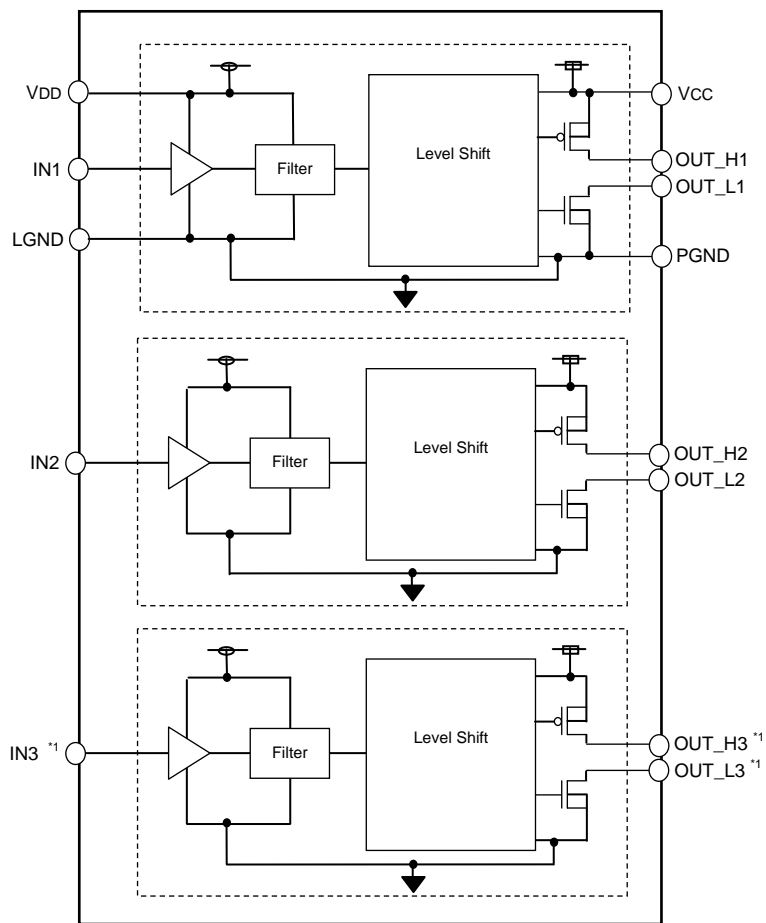 VDD
VCC
Level Shift
IN1
Filter
OUT_H1
OUT_L1
LGND
PGND
Level Shift
IN2
Filter
OUT_H2
OUT_L2
Level Shift
IN3 *1
Filter
OUT_H3 *1
OUT_L3 *1